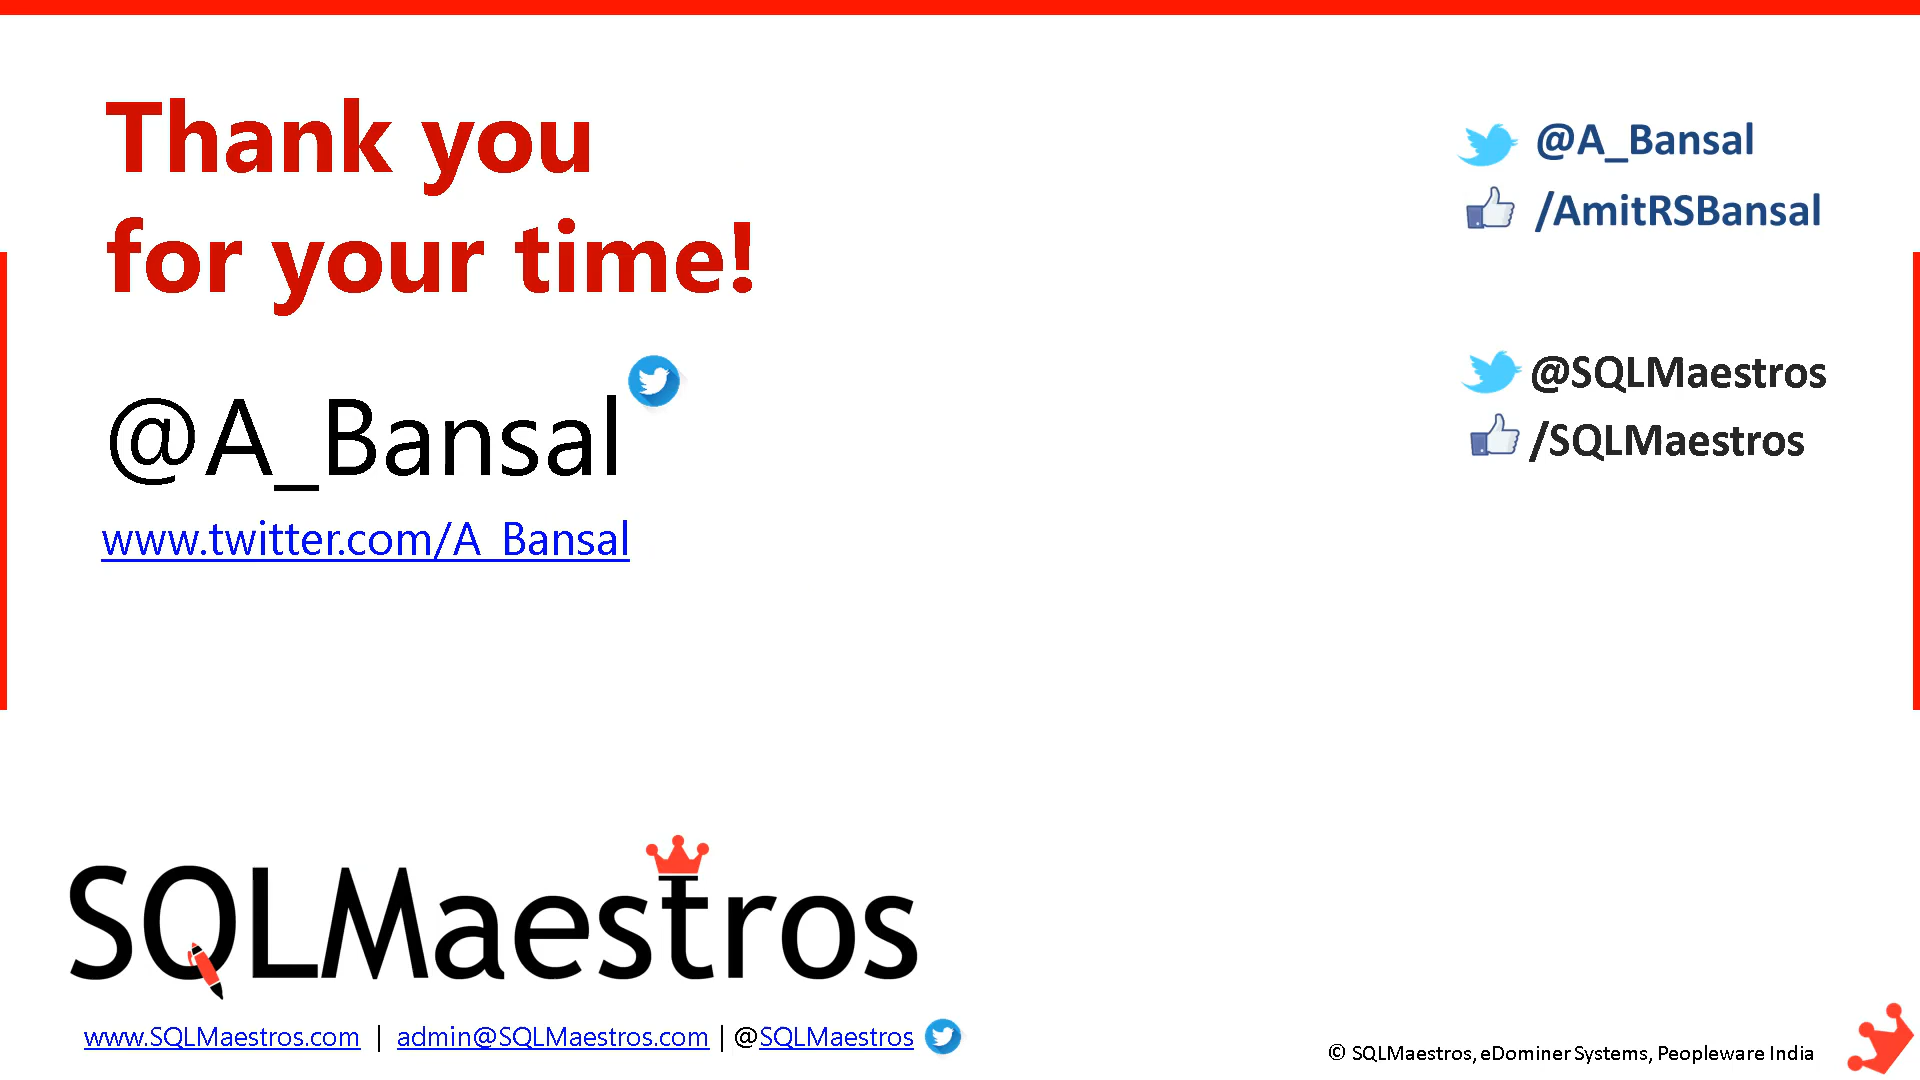 Thank you
for your time!
@A_Bansal
www.twitter.com/A_Bansal
@A_Bansal
/AmitRSBansal
@SQLMaestros
/SQLMaestros
SQLMaestros
www.SQLMaestros.com | admin@SQLMaestros.com | @SQLMaestros
© SQLMaestros, eDominer Systems, Peopleware India